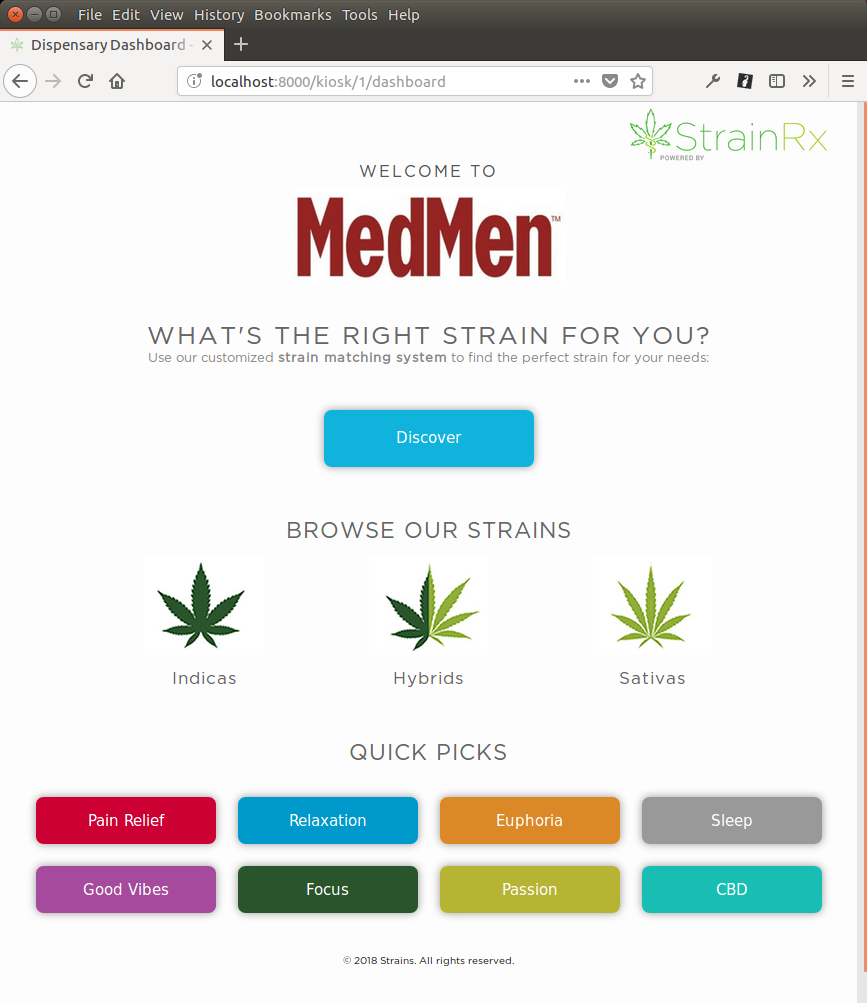 File Edit View History Bookmarks Tools Help
Dispensary Dashboard -
localhost:8000/kiosk/1/dashboard
StrainRx
POWERED BY
WELCOME TO
MedMen™
WHAT'S THE RIGHT STRAIN FOR YOU?
Use our customized strain matching system to find the perfect strain for your needs:
Discover
BROWSE OUR STRAINS
Indicas Hybrids Sativas
QUICK PICKS
Pain Relief Relaxation Euphoria Sleep
Good Vibes Focus Passion CBD
© 2018 Strains. All rights reserved.